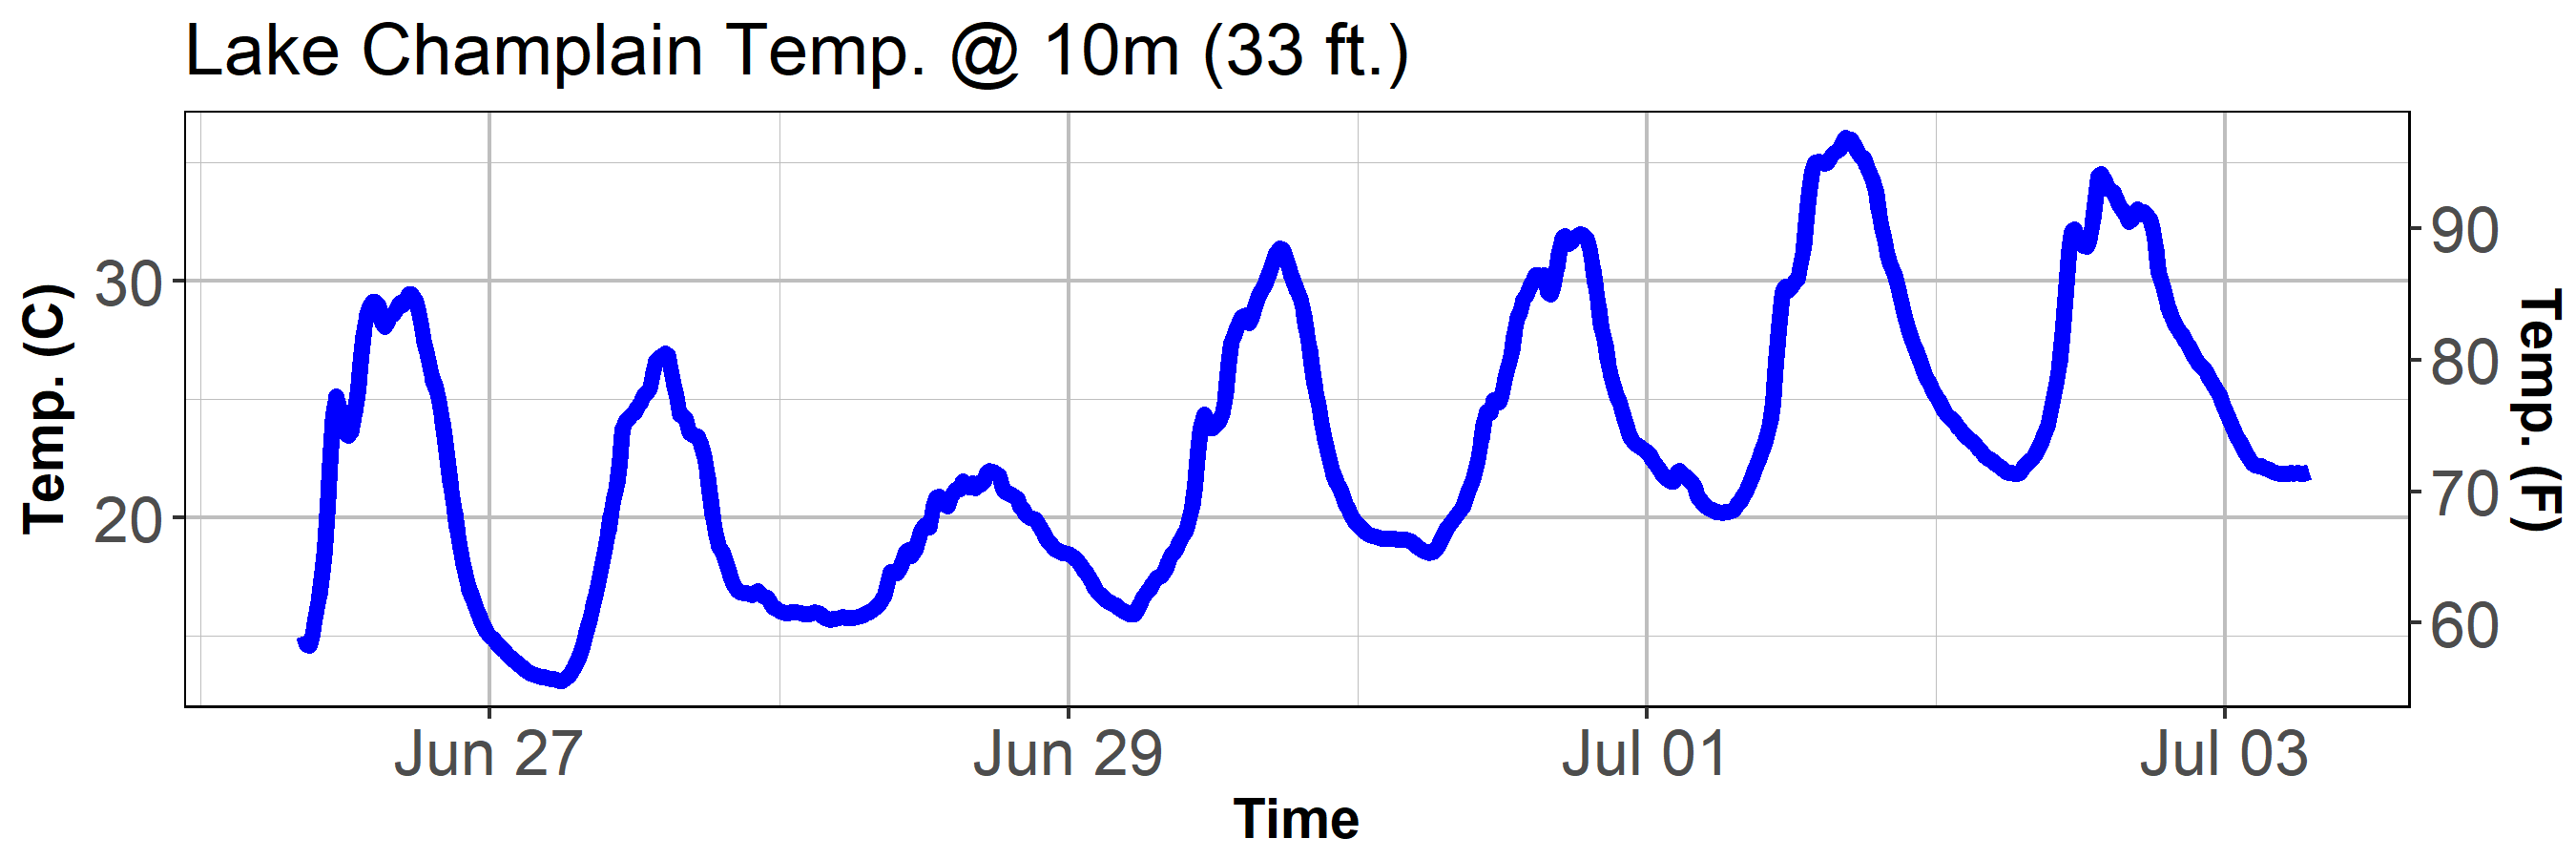 Lake Champlain Temp. @ 10m (33 ft.)
Temp. (C)
30
20
90
80
70
60
Temp. (F)
Jun 27
Jun 29
Jul 01
Jul 03
Time